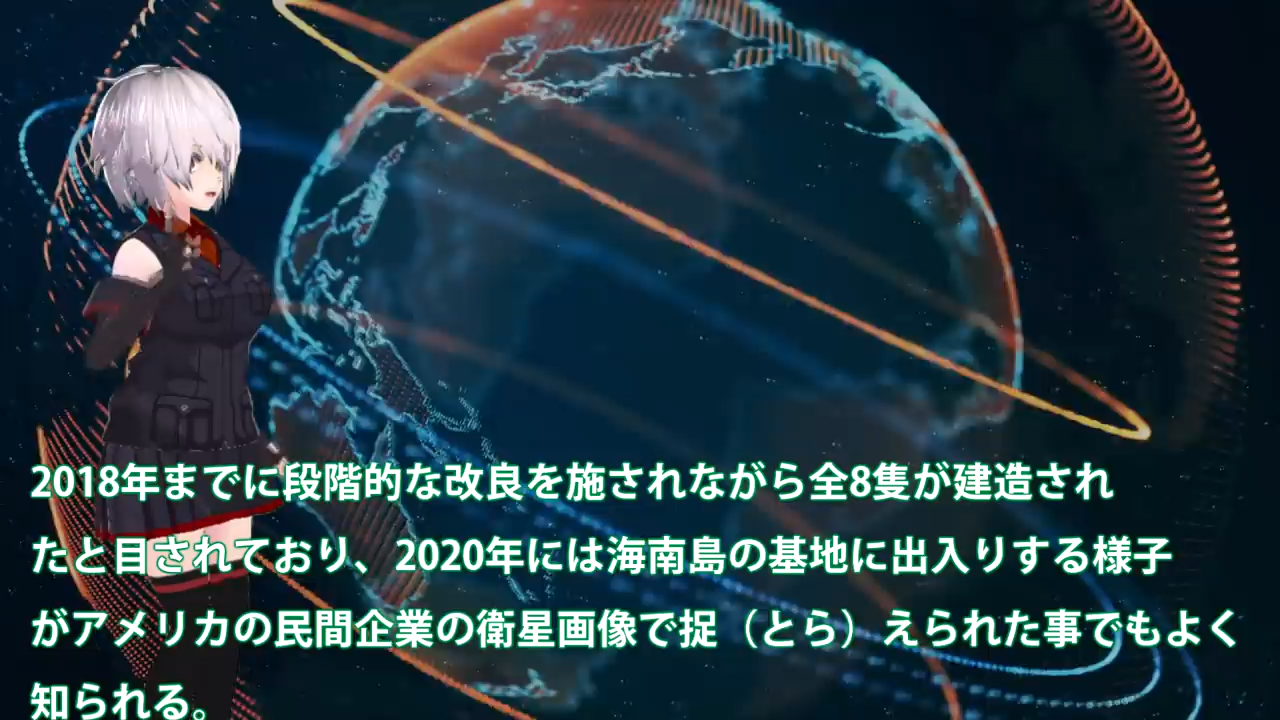 2018年までに段階的な改良を施されながら全8隻が建造され
たと目されており、2020年には海南島の基地に出入りする様子
がアメリカの民間企業の衛星画像で捉（とら）えられた事でもよく
知られる。